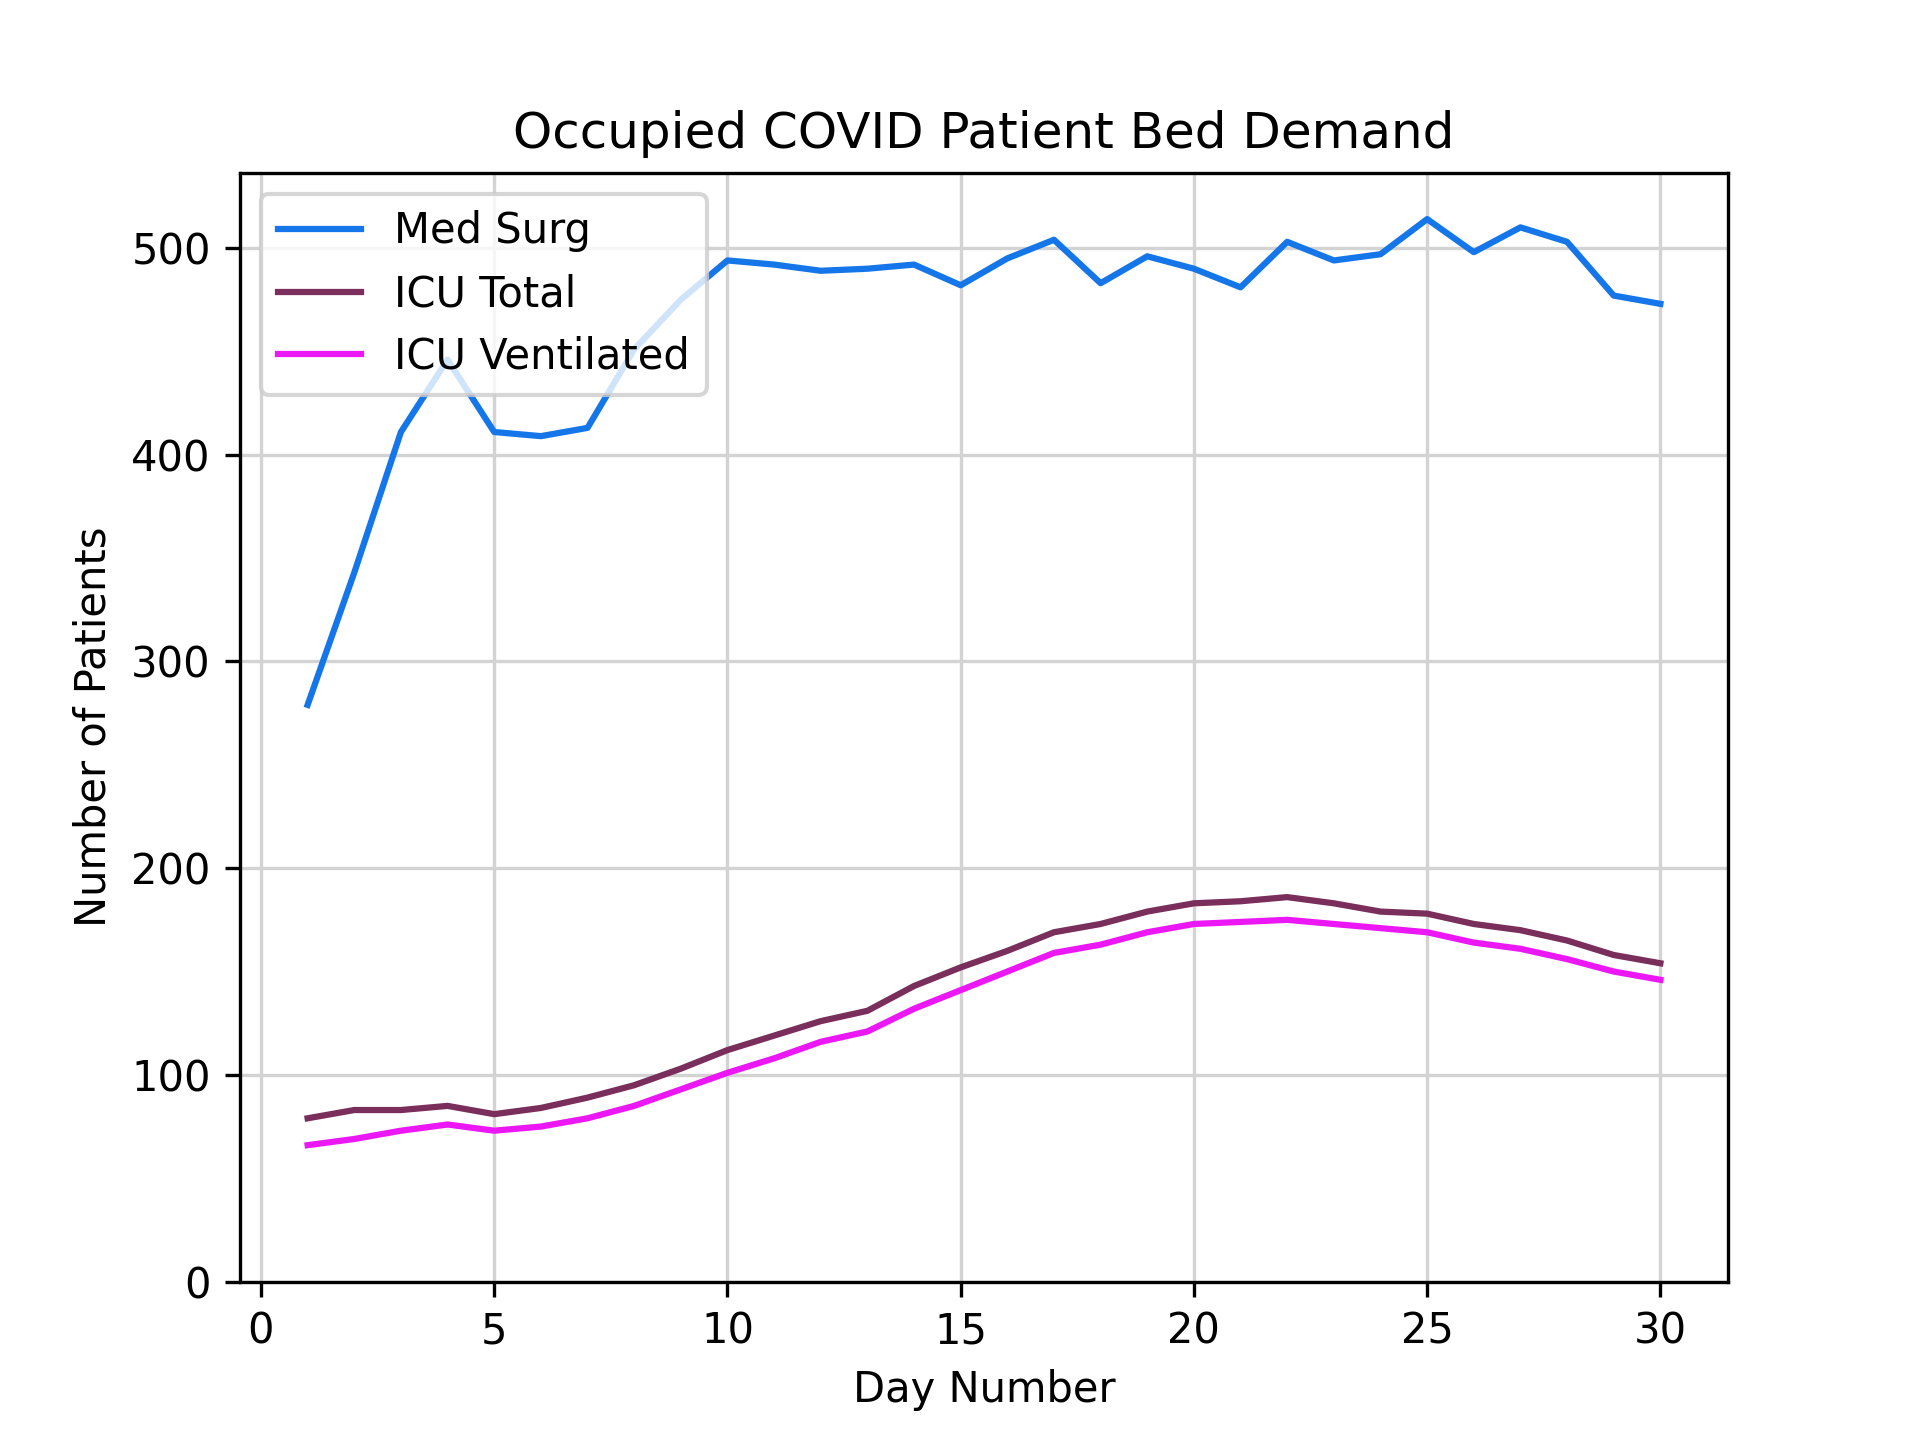 Occupied COVID Patient Bed Demand
Med Surg
ICU Total
ICU Ventilated
500
400
300
200
100
0
Number of Patients
0 5 10 15 20 25 30
Day Number